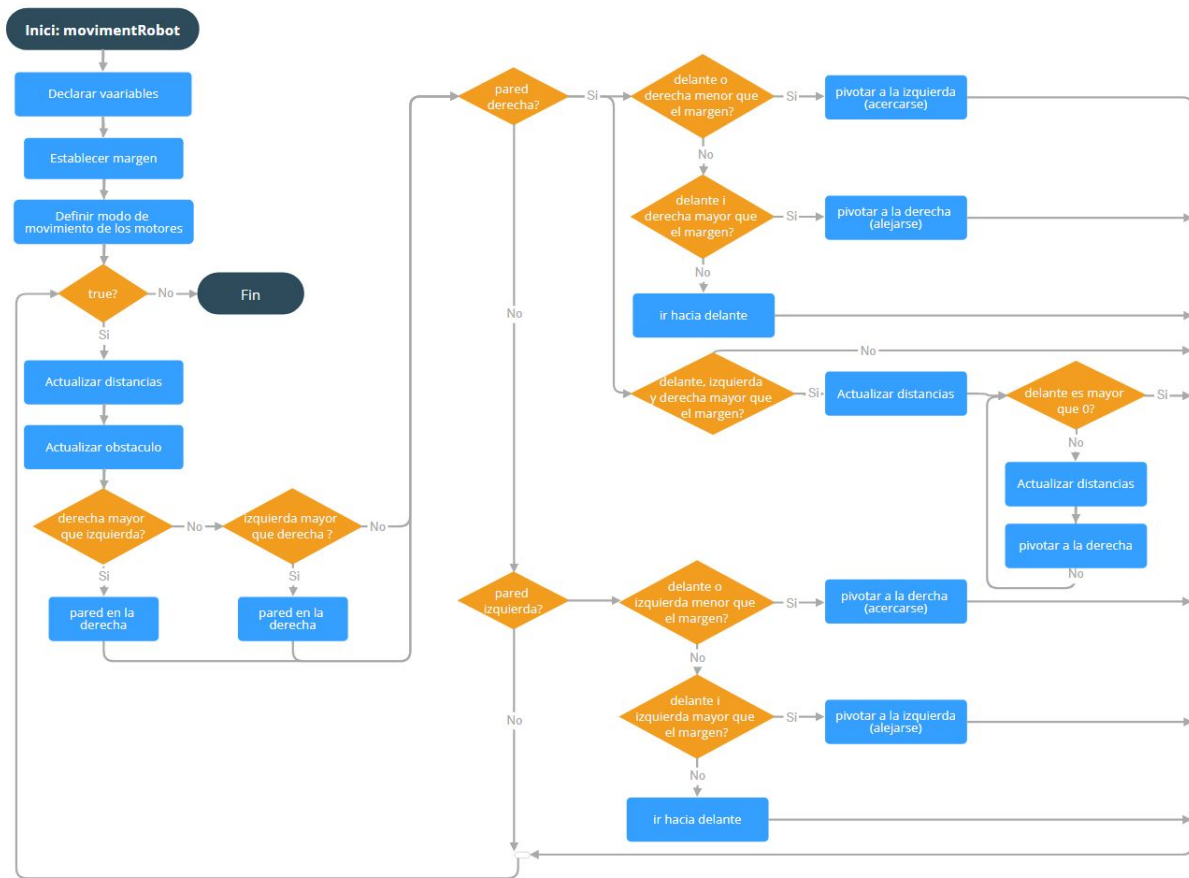 Inici: movimentRobot
Declarar vaariables
Establecer margen
Definir modo de
movimiento de los motores
true?
No
Fin
Si
Actualizar distancias
Actualizar obstaculo
derecha mayor
que izquierda?
No
izquierda mayor
que derecha ?
No
Si
Si
pared en la
derecha
pared en la
derecha
pared
derecha?
Si
delante o
derecha menor que
el margen?
Si
pivotar a la izquierda
(acercarse)
No
delante i
derecha mayor que
el margen?
Si
pivotar a la derecha
(alejarse)
No
ir hacia delante
No
No
delante, izquierda
y derecha mayor que
el margen?
Si
Actualizar distancias
delante es mayor
que 0?
Si
No
Actualizar distancias
pivotar a la derecha
No
pared
izquierda?
delante o
izquierda menor que
el margen?
Si
pivotar a la dercha
(acercarse)
No
delante i
izquierda mayor que
el margen?
Si
pivotar a la izquierda
(alejarse)
No
No
ir hacia delante